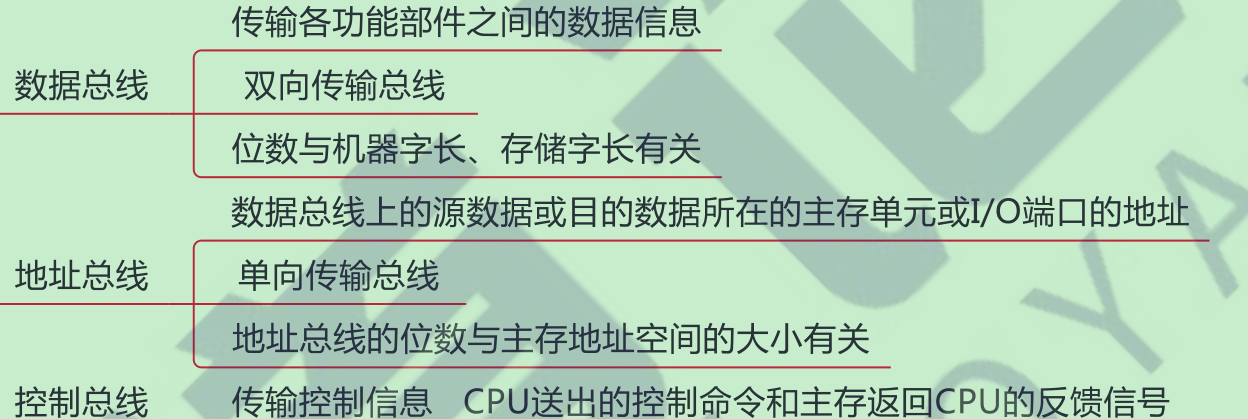 传输各功能部件之间的数据信息
数据总线
双向传输总线
位数与机器字长、存储字长有关
数据总线上的源数据或目的数据所在的主存单元或I/O端口的地址
地址总线
单向传输总线
地址总线的位数与主存地址空间的大小有关
控制总线
传输控制信息 CPU送出的控制命令和主存返回CPU的反馈信号